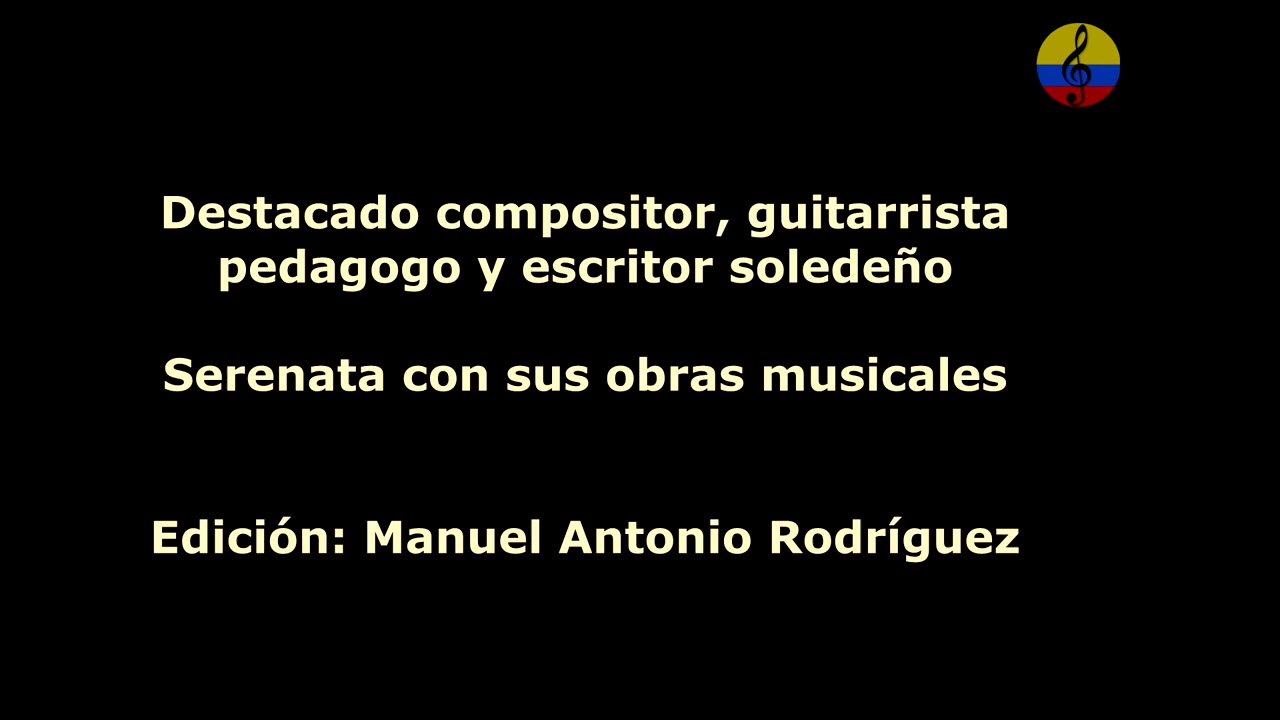 Destacado compositor, guitarrista
pedagogo y escritor soledeño
Serenata con sus obras musicales
Edición: Manuel Antonio Rodríguez